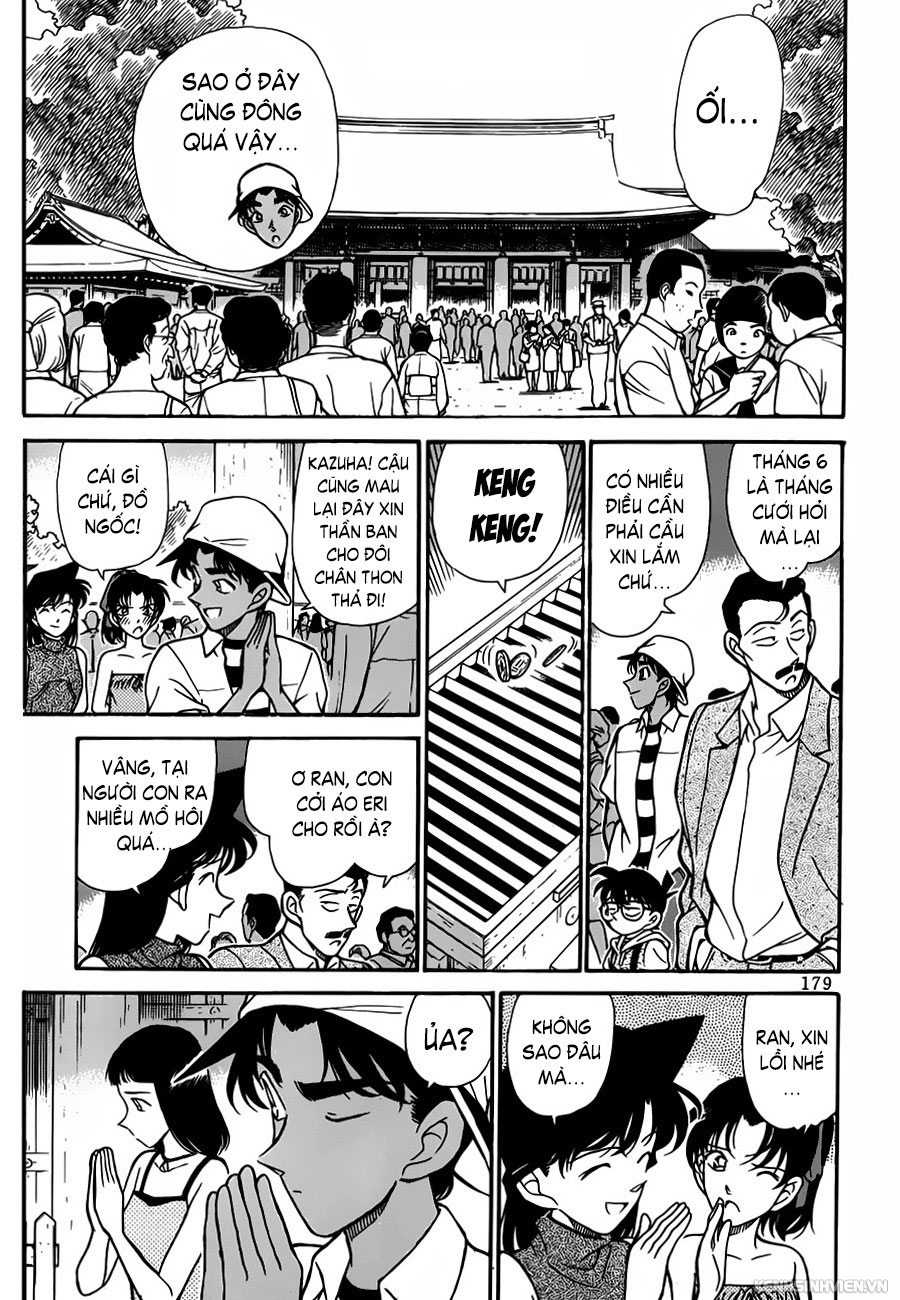 ỐI...
SAO Ở ĐÂY
CŨNG ĐÔNG
QUÁ VẬY...
THÁNG 6
LÀ THÁNG
CƯỚI HỎI
MÀ LẠI
...
CÓ NHIỀU
ĐIỀU CẦN
PHẢI CẦU
XIN LẮM
CHỨ...
KENG
KENG!
KAZUHA! CẬU
CŨNG MAU
LẠI ĐÂY XIN
THẦN BAN
CHO ĐÔI
CHÂN THON
THẢ ĐI!
CÁI GÌ
CHỨ, ĐỒ
NGỐC!
Ơ RAN, CON
CỞI ÁO ERI
CHO RỒI À?
VÂNG, TẠI
NGƯỜI CON RA
NHIỀU MỒ HÔI
QUÁ...
179
RAN, XIN
LỖI NHÉ
...
KHÔNG
SAO ĐÂU
MÀ...
ỦA?
KENHSINHVIEN.VN